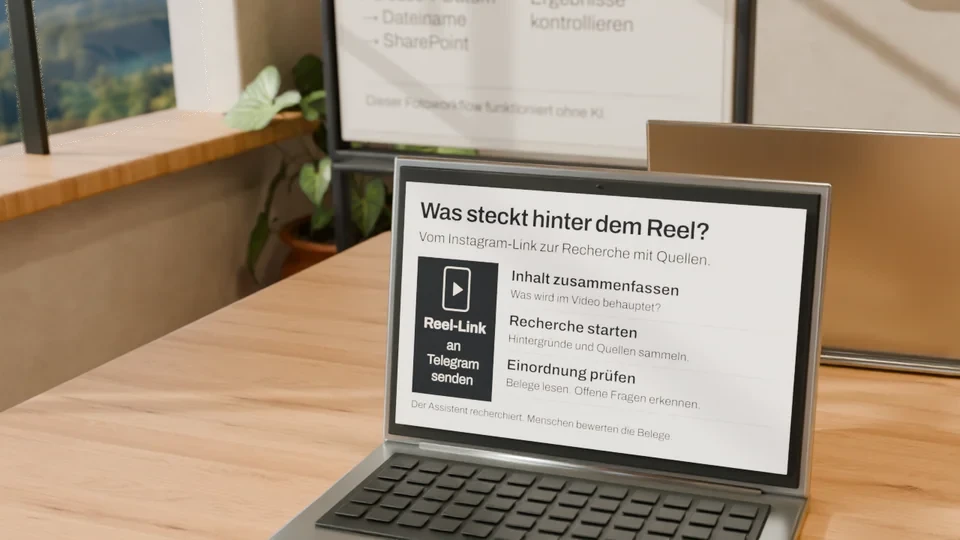 → Dateiname
→ SharePoint
Ergebnisse
kontrollieren
Dieser Fotoworkflow funktioniert ohne KI.
Was steckt hinter dem Reel?
Vom Instagram-Link zur Recherche mit Quellen.
Reel-Link
an
Telegram
senden
Inhalt zusammenfassen
Was wird im Video behauptet?
Recherche starten
Hintergründe und Quellen sammeln.
Einordnung prüfen
Belege lesen. Offene Fragen erkennen.
Der Assistent recherchiert. Menschen bewerten die Belege.